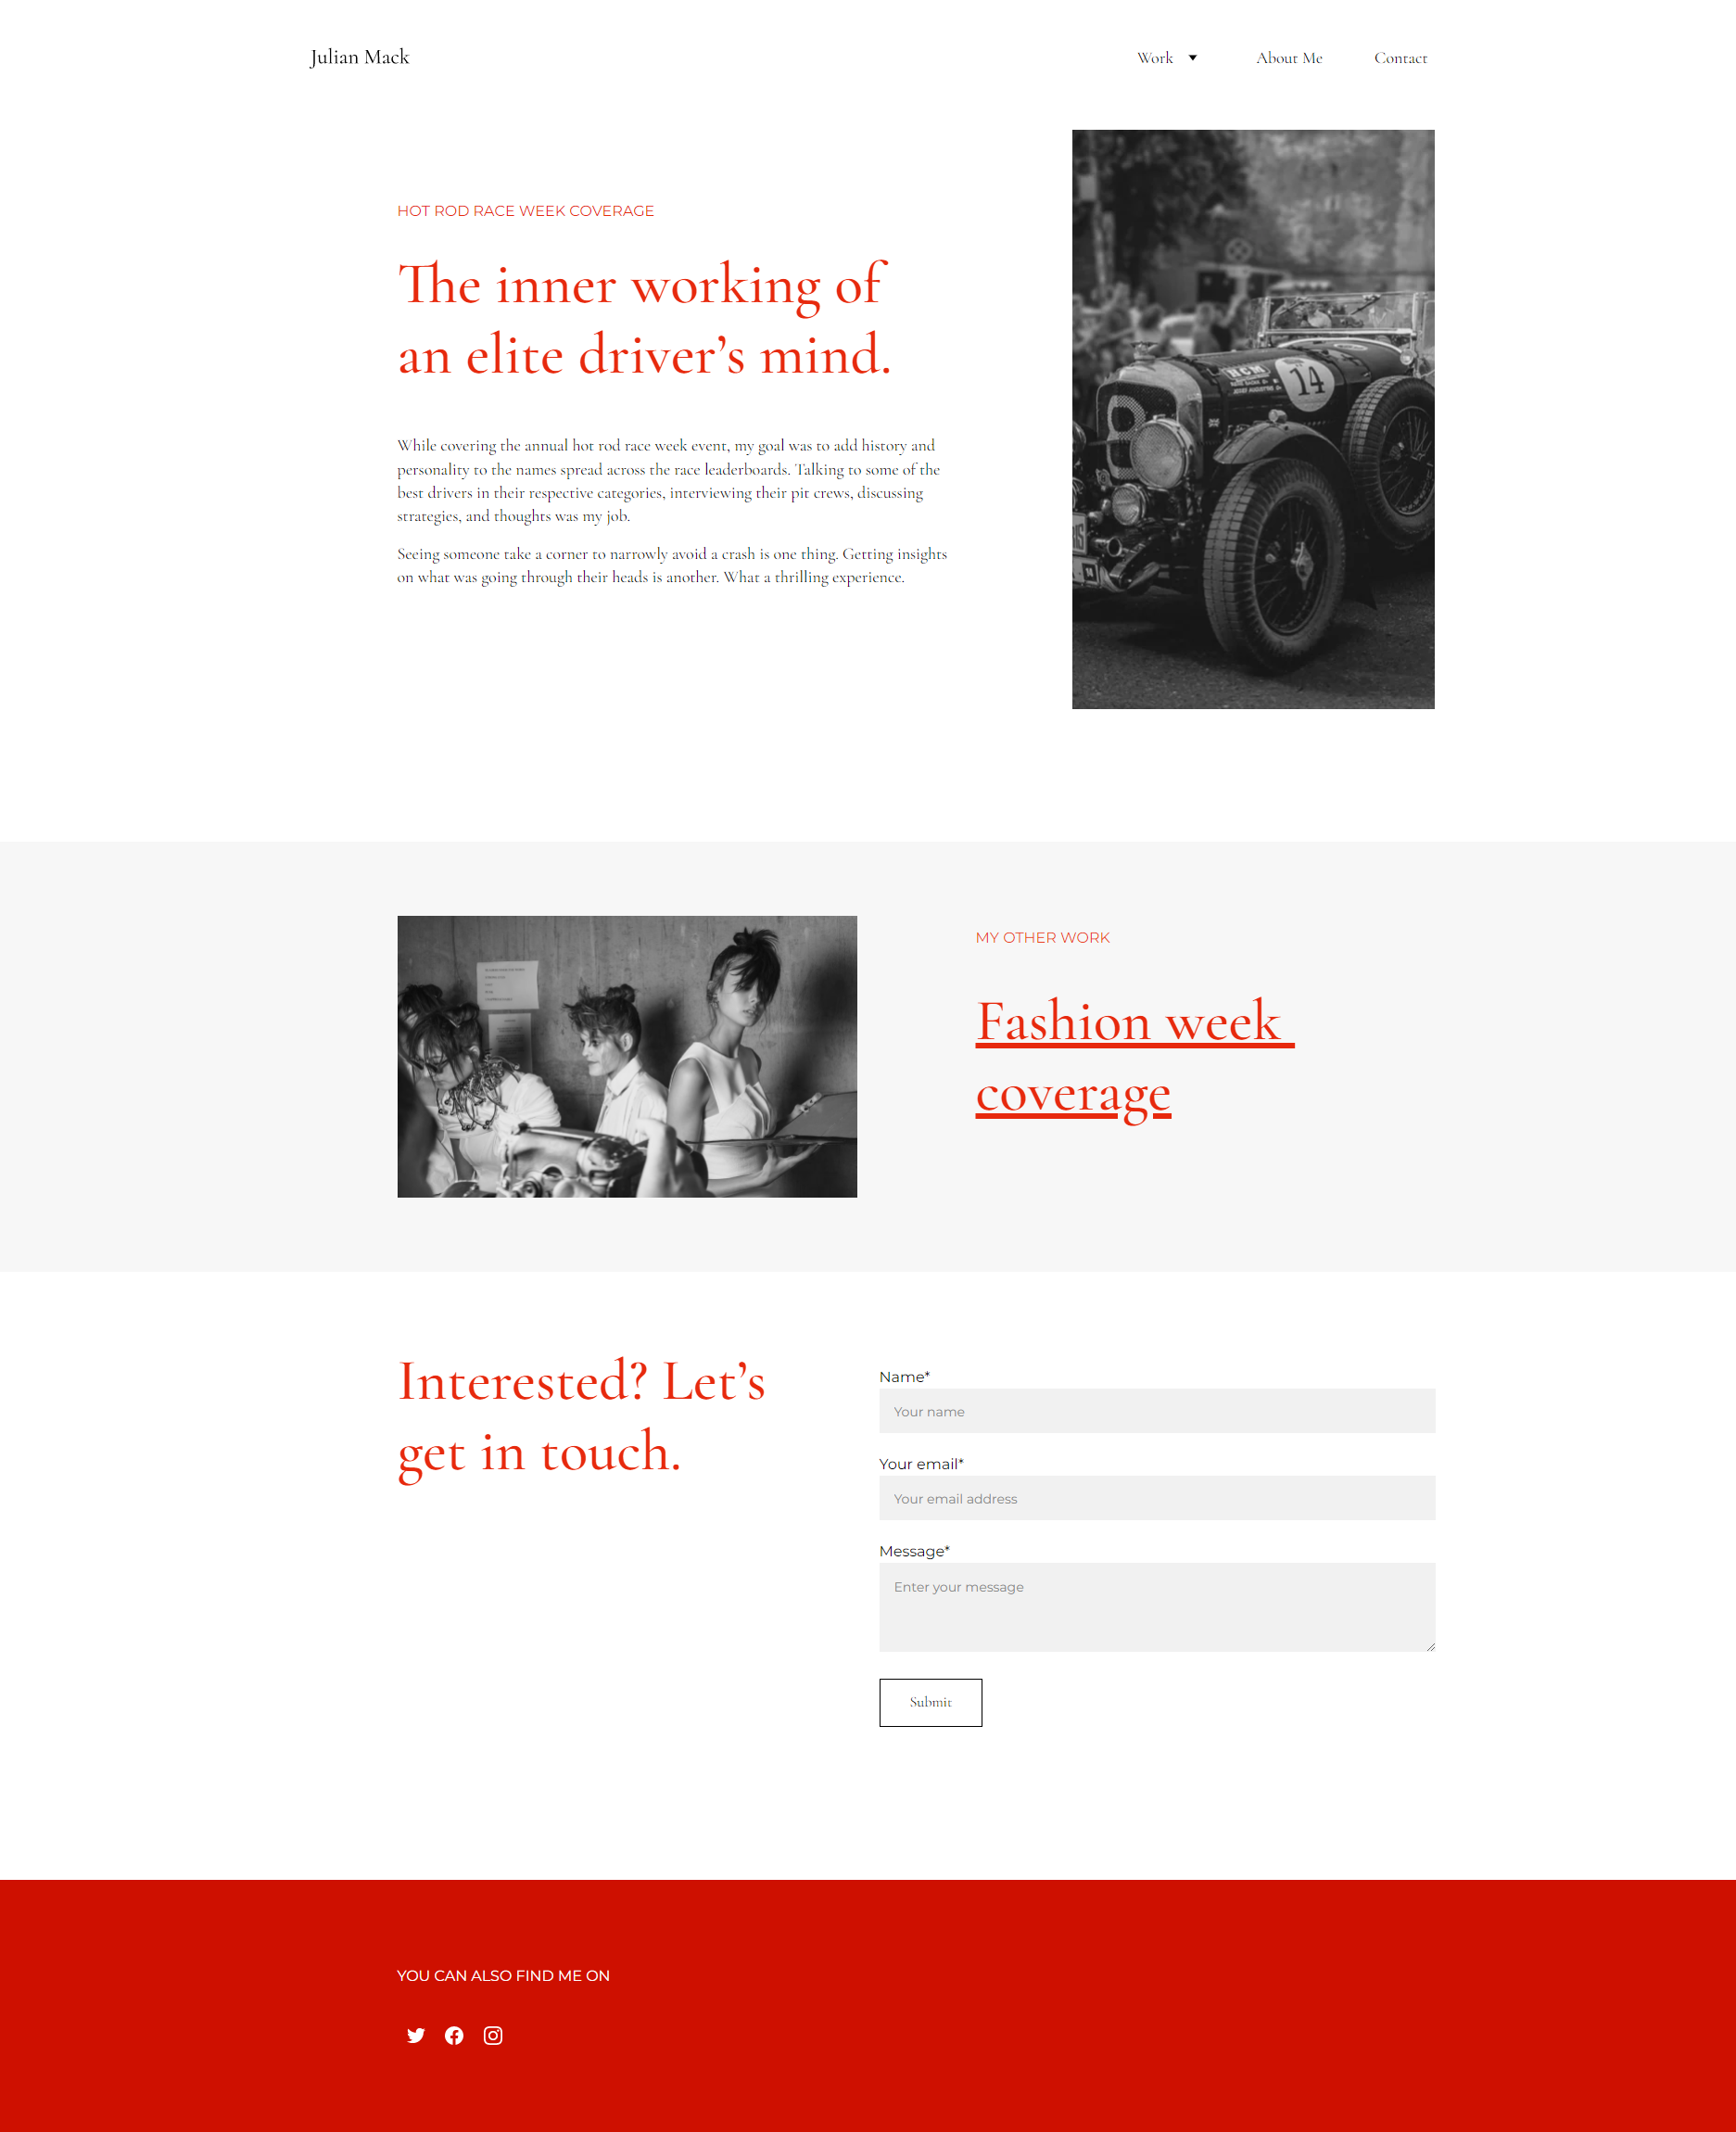 Julian Mack
Work
About Me
Contact
HOT ROD RACE WEEK COVERAGE
The inner working of
an elite driver’s mind.
While covering the annual hot rod race week event, my goal was to add history and
personality to the names spread across the race leaderboards. Talking to some of the
best drivers in their respective categories, interviewing their pit crews, discussing
strategies, and thoughts was my job.
Seeing someone take a corner to narrowly avoid a crash is one thing. Getting insights
on what was going through their heads is another. What a thrilling experience.
14
14
MY OTHER WORK
Fashion week
coverage
Interested? Let’s
get in touch.
Name*
Your name
Your email*
Your email address
Message*
Enter your message
Submit
YOU CAN ALSO FIND ME ON